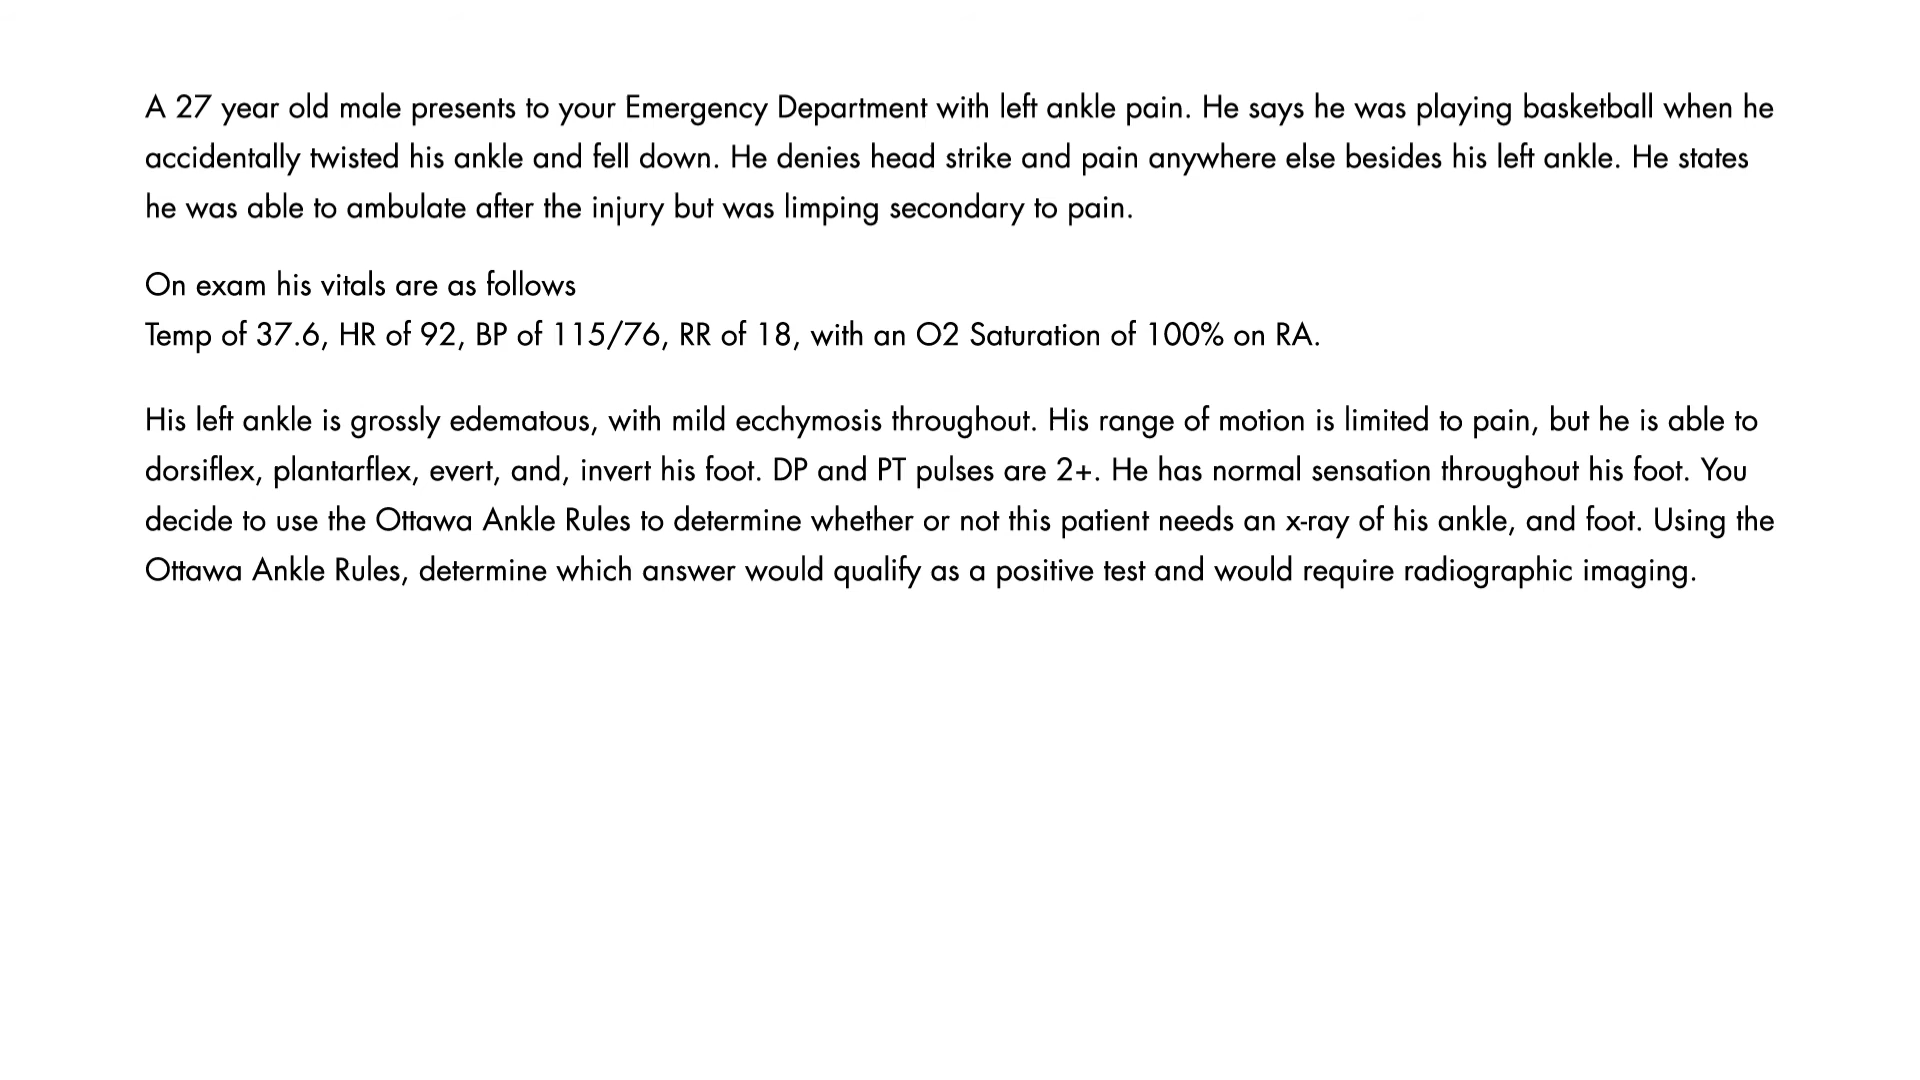 A 27 year old male presents to your Emergency Department with left ankle pain. He says he was playing basketball when he
accidentally twisted his ankle and fell down. He denies head strike and pain anywhere else besides his left ankle. He states
he was able to ambulate after the injury but was limping secondary to pain.
On exam his vitals are as follows
Temp of 37.6, HR of 92, BP of 115/76, RR of 18, with an O2 Saturation of 100% on RA.
His left ankle is grossly edematous, with mild ecchymosis throughout. His range of motion is limited to pain, but he is able to
dorsiflex, plantarflex, evert, and, invert his foot. DP and PT pulses are 2+. He has normal sensation throughout his foot. You
decide to use the Ottawa Ankle Rules to determine whether or not this patient needs an x-ray of his ankle, and foot. Using the
Ottawa Ankle Rules, determine which answer would qualify as a positive test and would require radiographic imaging.